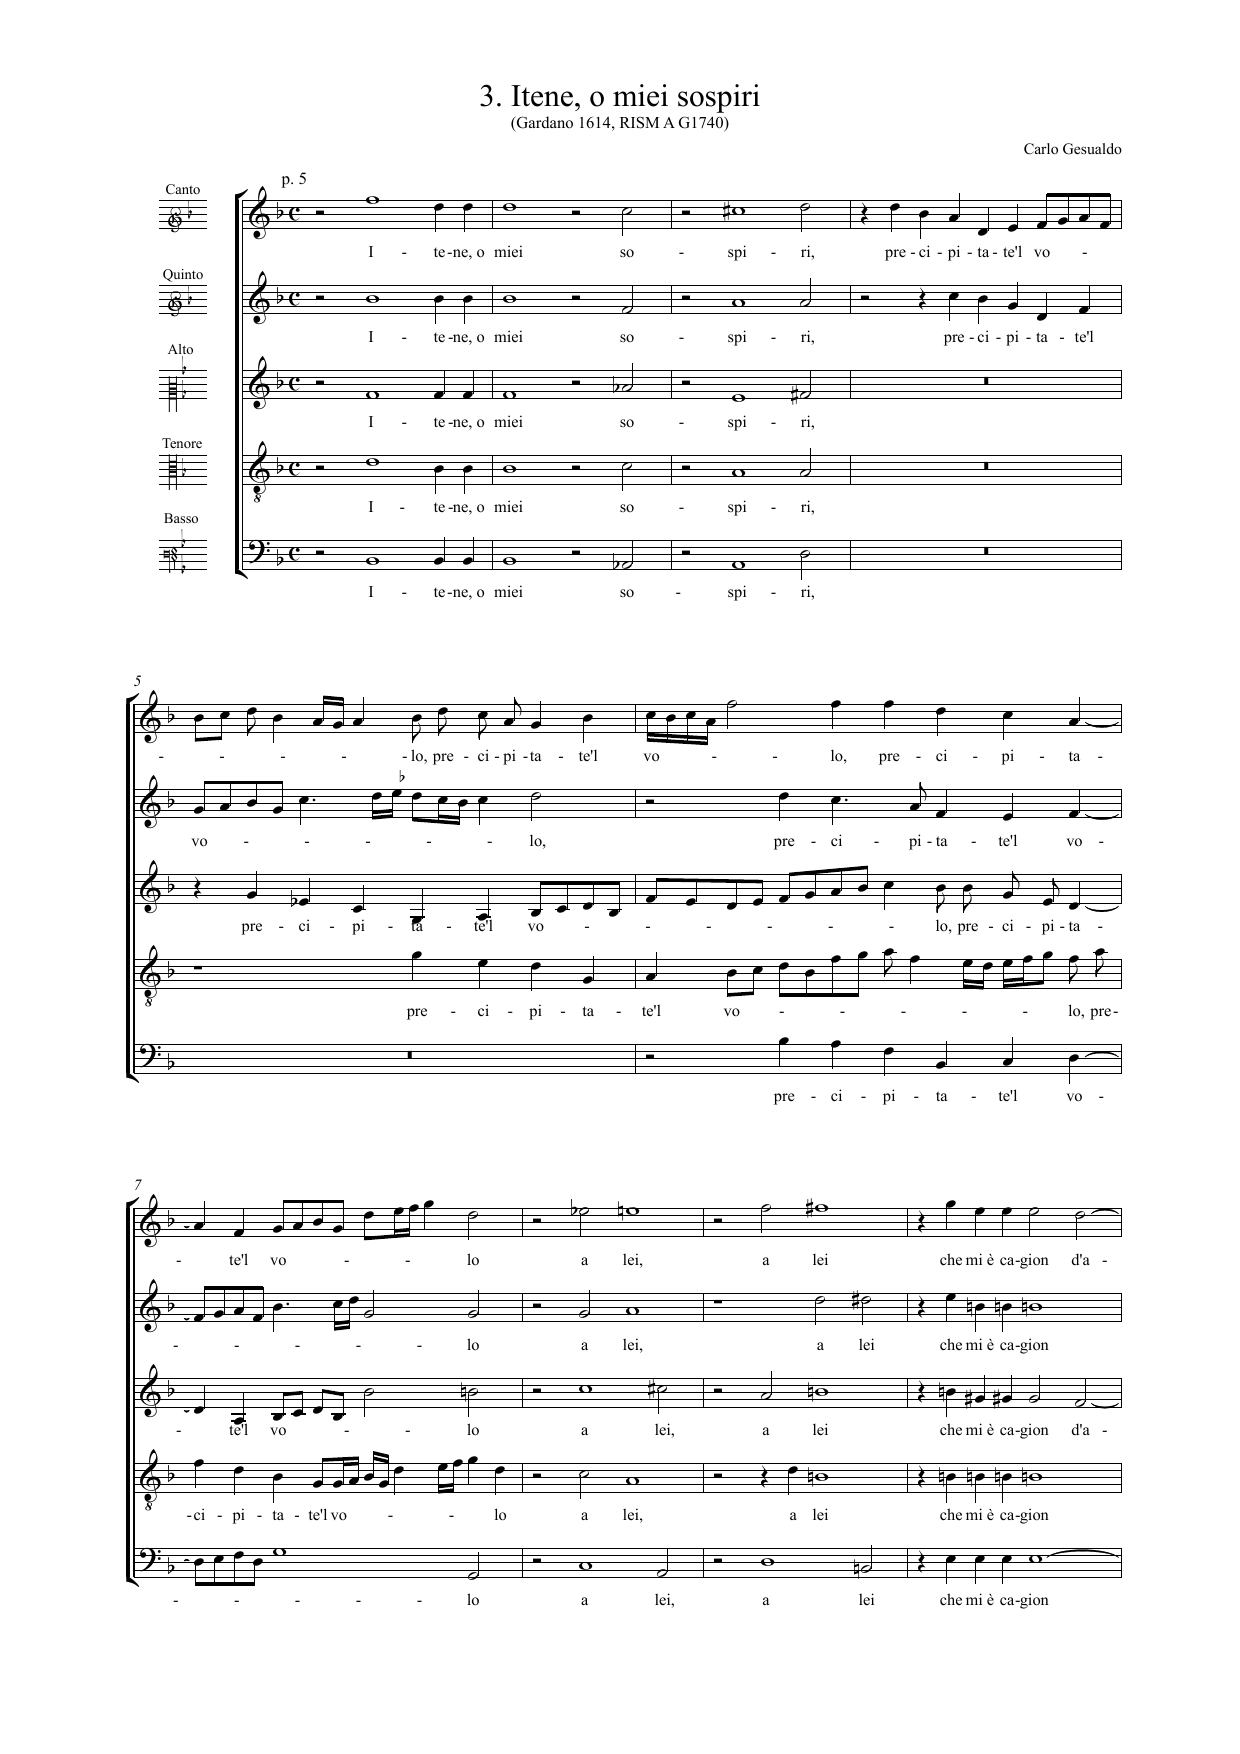 3. Itene, o miei sospiri
(Gardano 1614, RISM A G1740)
Carlo Gesualdo
p. 5
Canto
I - te -ne, o miei so - spi - ri, pre - ci - pi - ta - te'l vo -
Quinto
I - te -ne, o miei so - spi - ri, pre - ci - pi - ta - te'l
Alto
I - te -ne, o miei so - spi - ri,
Tenore
8
I - te -ne, o miei so - spi - ri,
Basso
I - te -ne, o miei so - spi - ri,
5
- - - - - lo, pre - ci - pi - ta - te'l vo - - lo, pre - ci - pi - ta -
vo - - - - - lo, pre - ci - pi - ta - te'l vo -
pre - ci - pi - ta - te'l vo - - - - - - lo, pre - ci - pi - ta -
8
pre - ci - pi - ta - te'l vo - - - - - lo, pre -
pre - ci - pi - ta - te'l vo -
7
- te'l vo - - - lo a lei, a lei che mi è ca-gion d'a -
- - - - - lo a lei, a lei che mi è ca-gion
- te'l vo - - - lo a lei, a lei che mi è ca-gion d'a -
8
-ci - pi - ta - te'l vo - - - lo a lei, a lei che mi è ca-gion
- - - - - lo a lei, a lei che mi è ca-gion